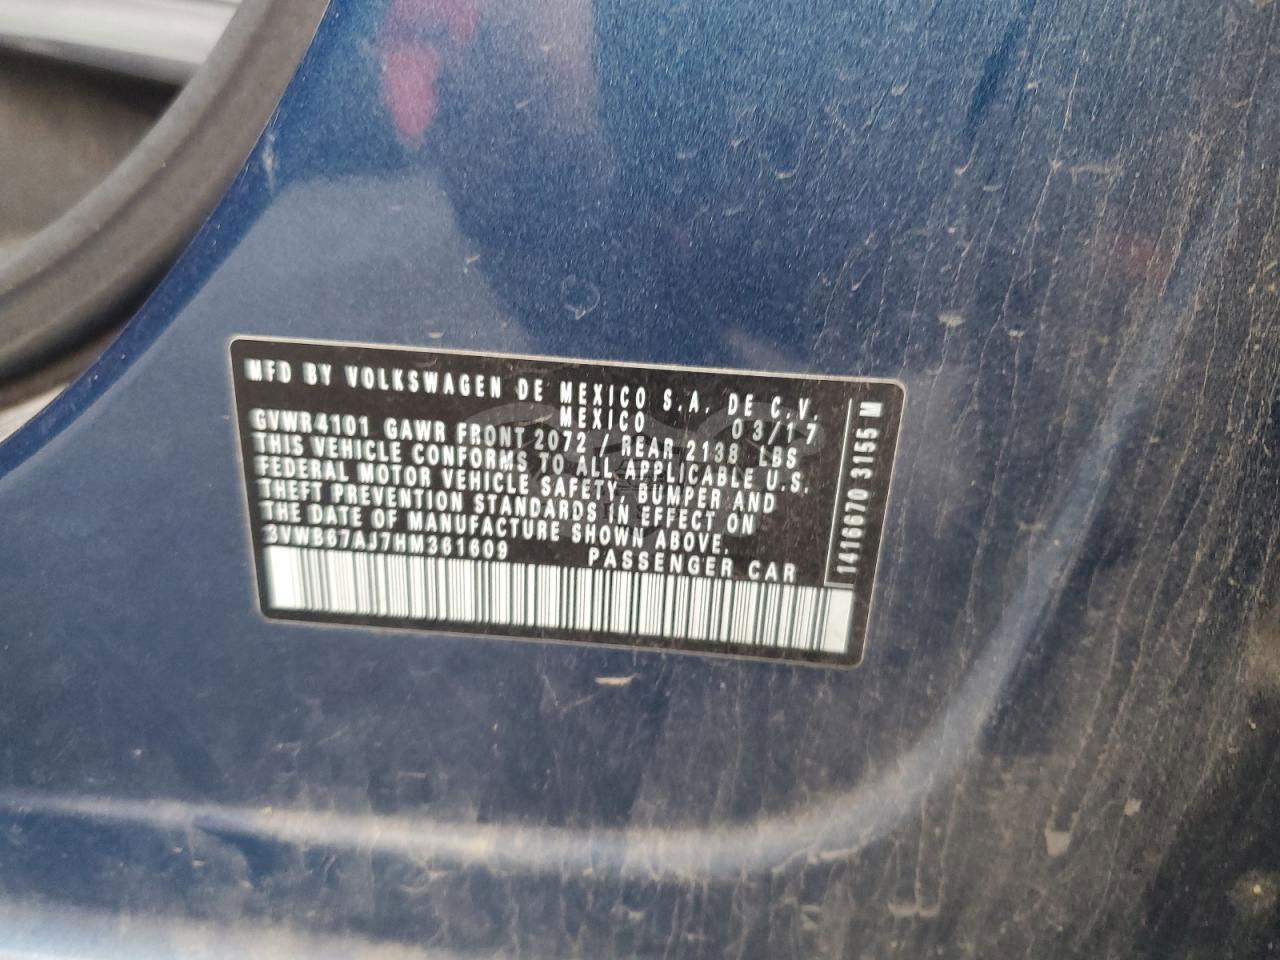 MFD BY VOLKSWAGEN DE MEXICO S.A. DE C.V.
MEXICO 03/17
GVWR4101 GAWR FRONT 2072 / REAR 2138 LBS
THIS VEHICLE CONFORMS TO ALL APPLICABLE U.S.
FEDERAL MOTOR VEHICLE SAFETY, BUMPER AND
THEFT PREVENTION STANDARDS IN EFFECT ON
THE DATE OF MANUFACTURE SHOWN ABOVE.
3VWB67AJ7HM361609 PASSENGER CAR
1416670 3155 M